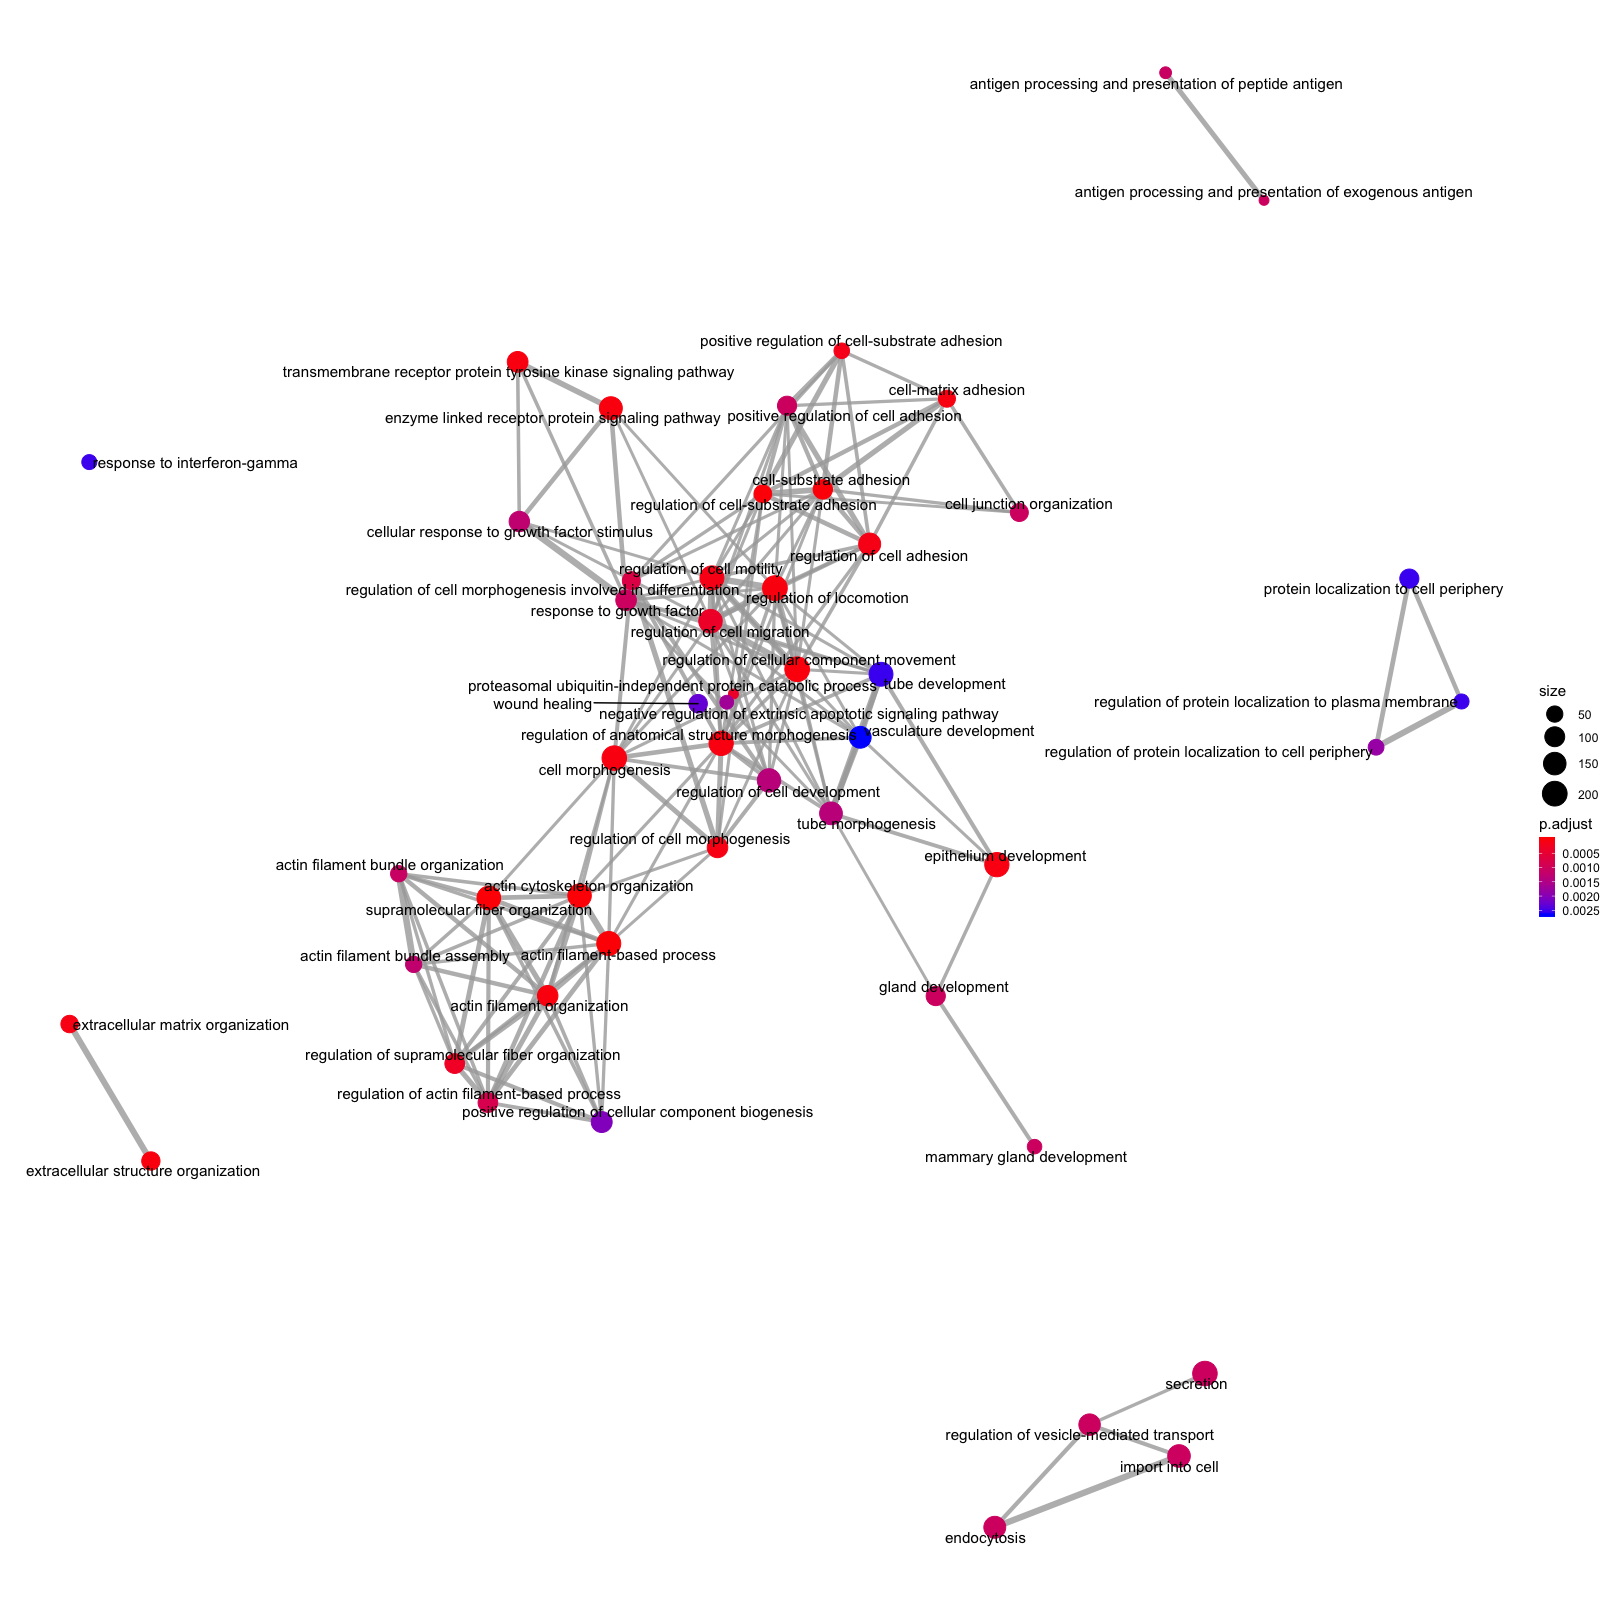 antigen processing and presentation of peptide antigen
antigen processing and presentation of exogenous antigen
positive regulation of cell-substrate adhesion
transmembrane receptor protein tyrosine kinase signaling pathway
cell-matrix adhesion
enzyme linked receptor protein signaling pathway
positive regulation of cell adhesion
response to interferon-gamma
cell-substrate adhesion
regulation of cell-substrate adhesion
cell junction organization
cellular response to growth factor stimulus
regulation of cell adhesion
regulation of cell motility
regulation of cell morphogenesis involved in differentiation
protein localization to cell periphery
regulation of locomotion
response to growth factor
regulation of cell migration
regulation of cellular component movement
proteasomal ubiquitin-independent protein catabolic process
tube development
wound healing
regulation of protein localization to plasma membrane
negative regulation of extrinsic apoptotic signaling pathway
regulation of anatomical structure morphogenesis
vasculature development
regulation of protein localization to cell periphery
cell morphogenesis
regulation of cell development
tube morphogenesis
regulation of cell morphogenesis
epithelium development
actin filament bundle organization
actin cytoskeleton organization
supramolecular fiber organization
actin filament bundle assembly
actin filament-based process
gland development
actin filament organization
extracellular matrix organization
regulation of supramolecular fiber organization
regulation of actin filament-based process
positive regulation of cellular component biogenesis
mammary gland development
extracellular structure organization
secretion
regulation of vesicle-mediated transport
import into cell
endocytosis
size
50
100
150
200
p.adjust
0.0005
0.0010
0.0015
0.0020
0.0025